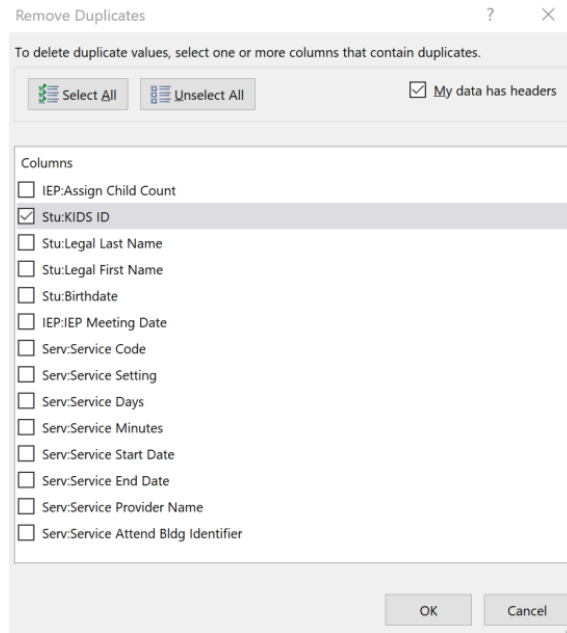 Remove Duplicates
To delete duplicate values, select one or more columns that contain duplicates.
Select All
Unselect All
My data has headers
Columns
IEP:Assign Child Count
Stu:KIDS ID
Stu:Legal Last Name
Stu:Legal First Name
Stu:Birthdate
IEP:IEP Meeting Date
Serv:Service Code
Serv:Service Setting
Serv:Service Days
Serv:Service Minutes
Serv:Service Start Date
Serv:Service End Date
Serv:Service Provider Name
Serv:Service Attend Bldg Identifier
OK
Cancel